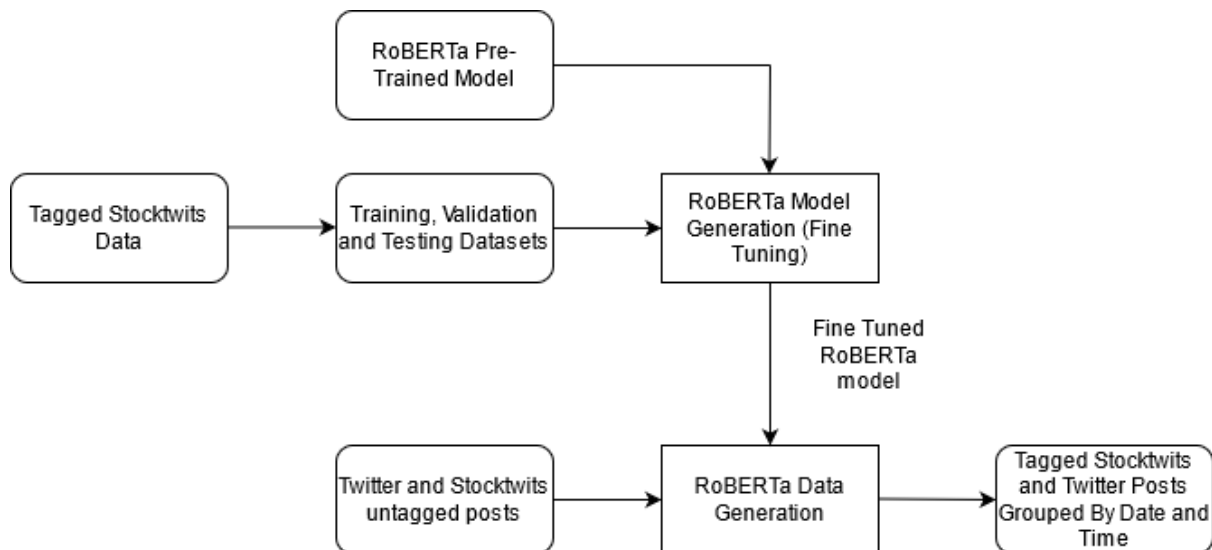 RoBERTa Pre-
Trained Model
Tagged Stocktwits
Data
Training, Validation
and Testing Datasets
RoBERTa Model
Generation (Fine
Tuning)
Fine Tuned
RoBERTa
model
Twitter and Stocktwits
untagged posts
RoBERTa Data
Generation
Tagged Stocktwits
and Twitter Posts
Grouped By Date and
Time